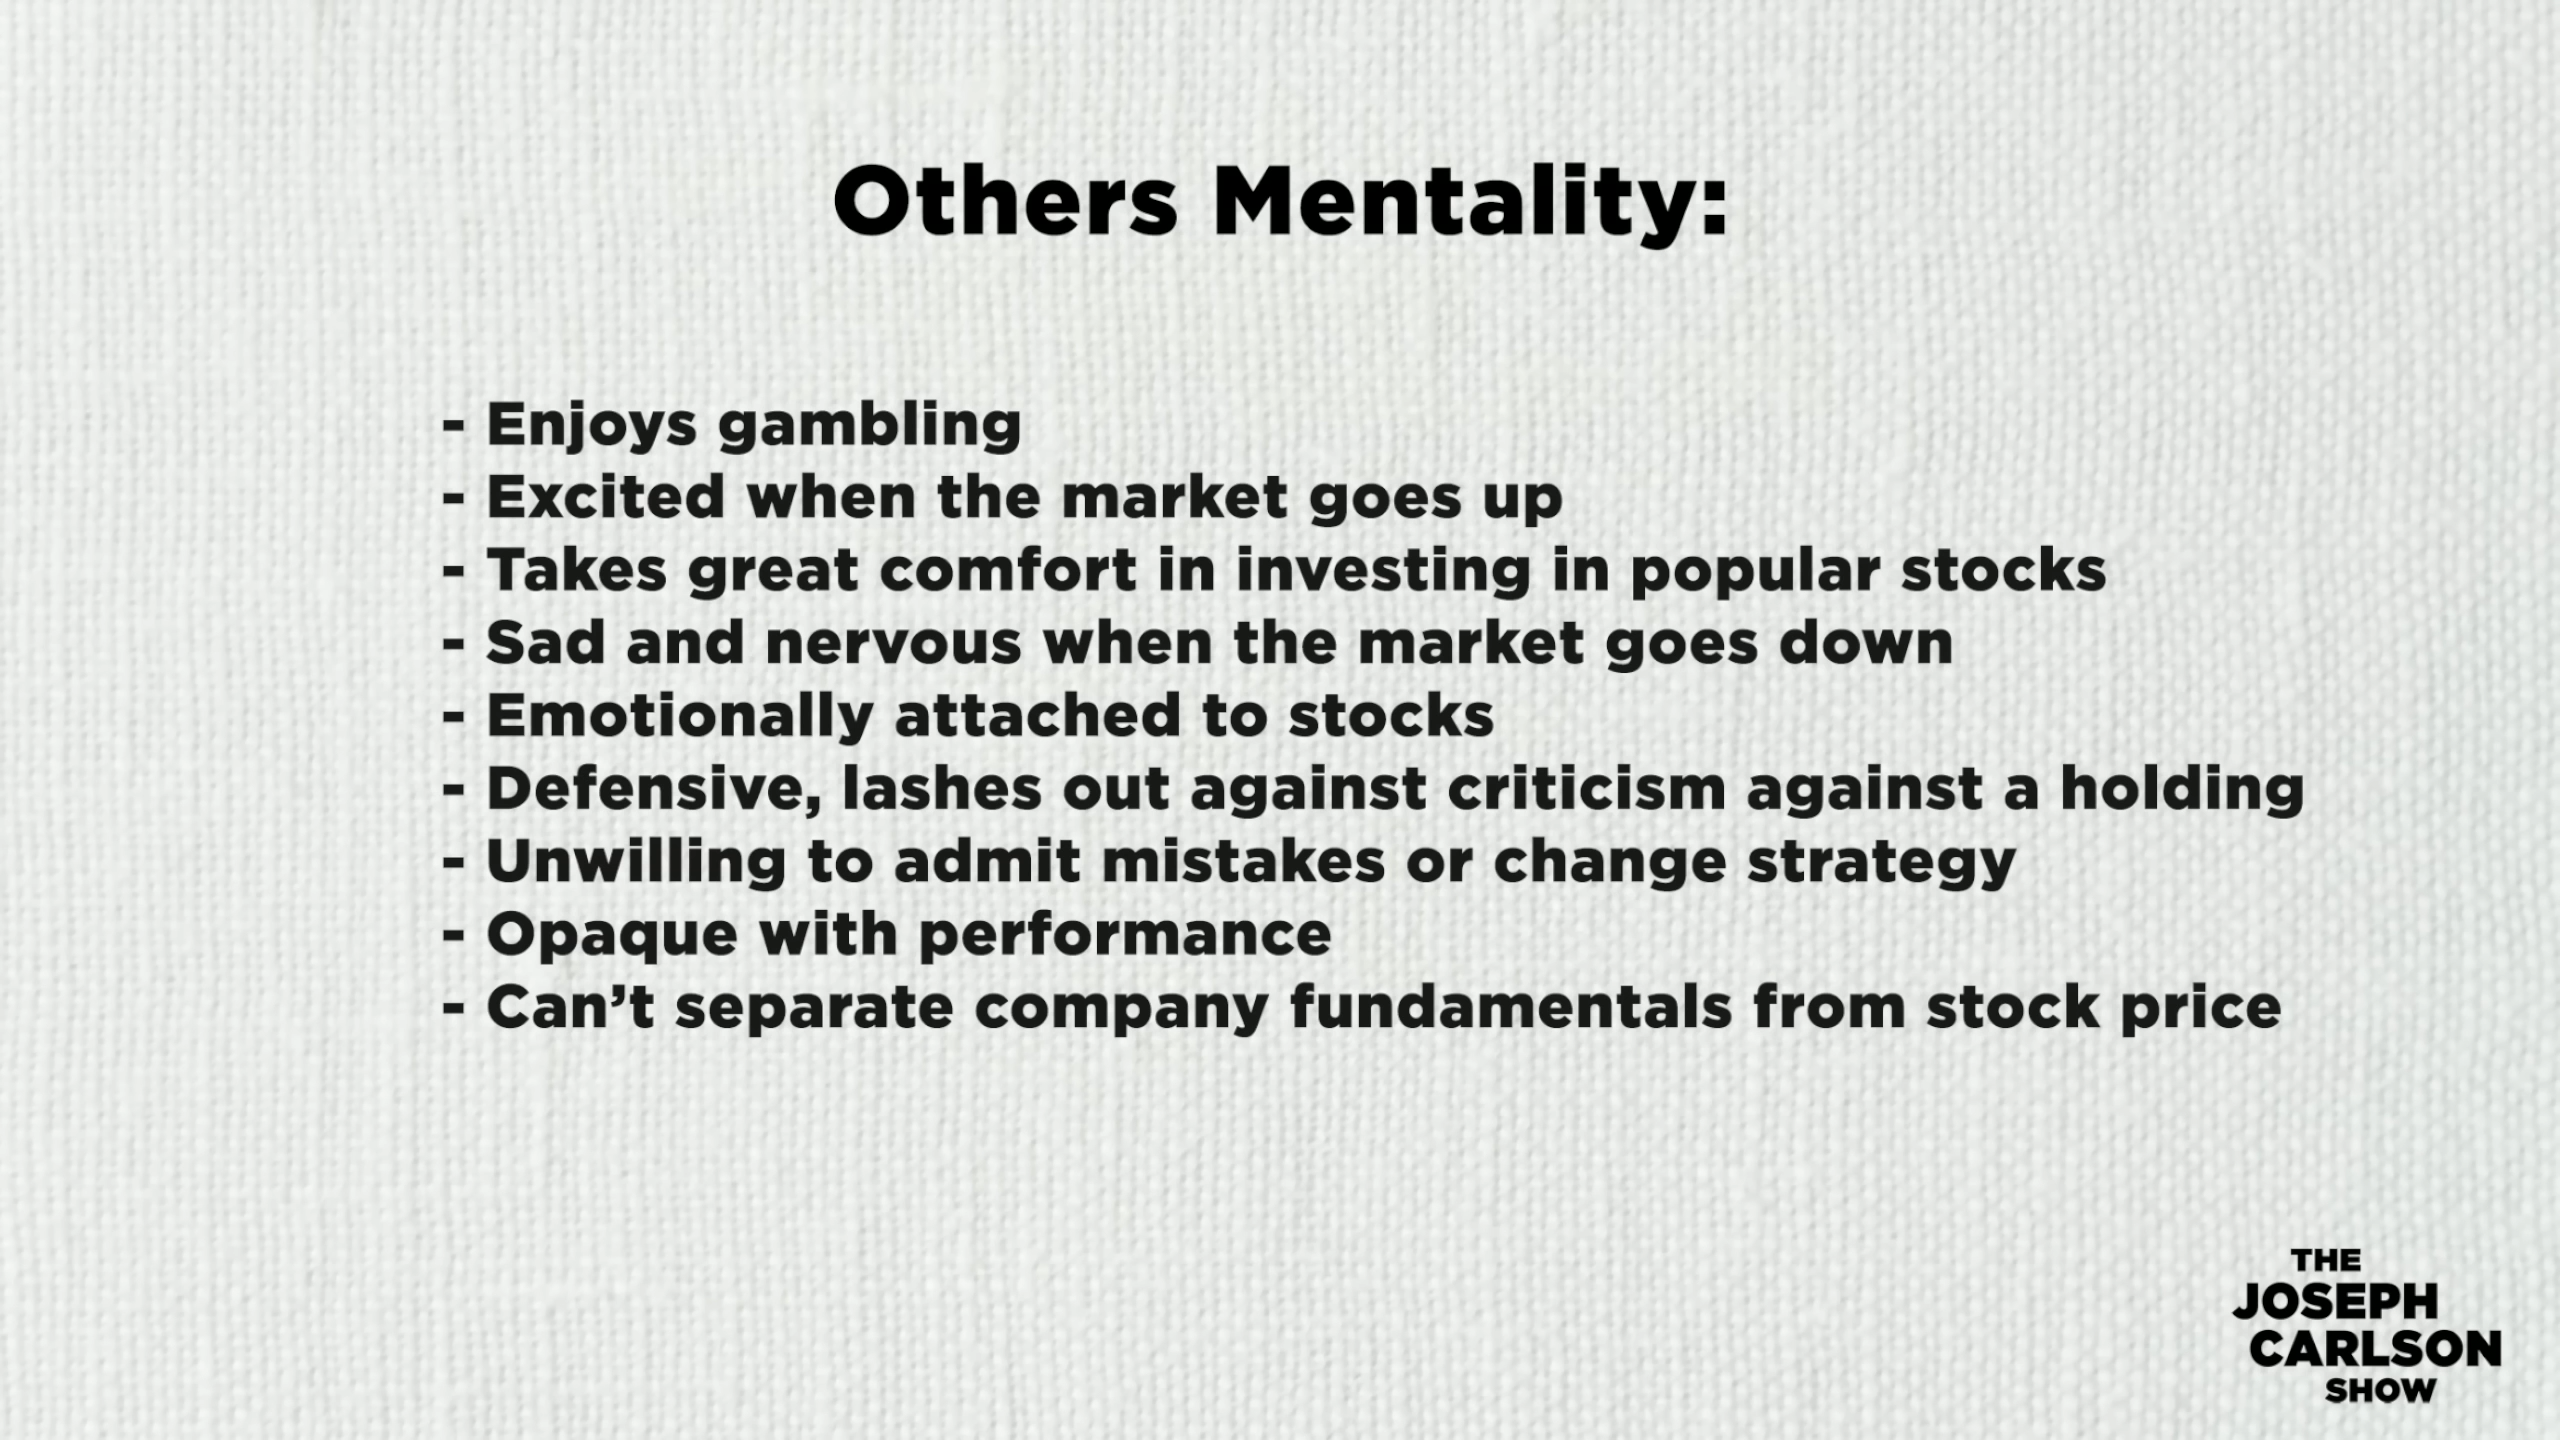 Others Mentality:
- Enjoys gambling
- Excited when the market goes up
- Takes great comfort in investing in popular stocks
- Sad and nervous when the market goes down
- Emotionally attached to stocks
- Defensive, lashes out against criticism against a holding
- Unwilling to admit mistakes or change strategy
- Opaque with performance
- Can’t separate company fundamentals from stock price
THE
JOSEPH
CARLSON
SHOW